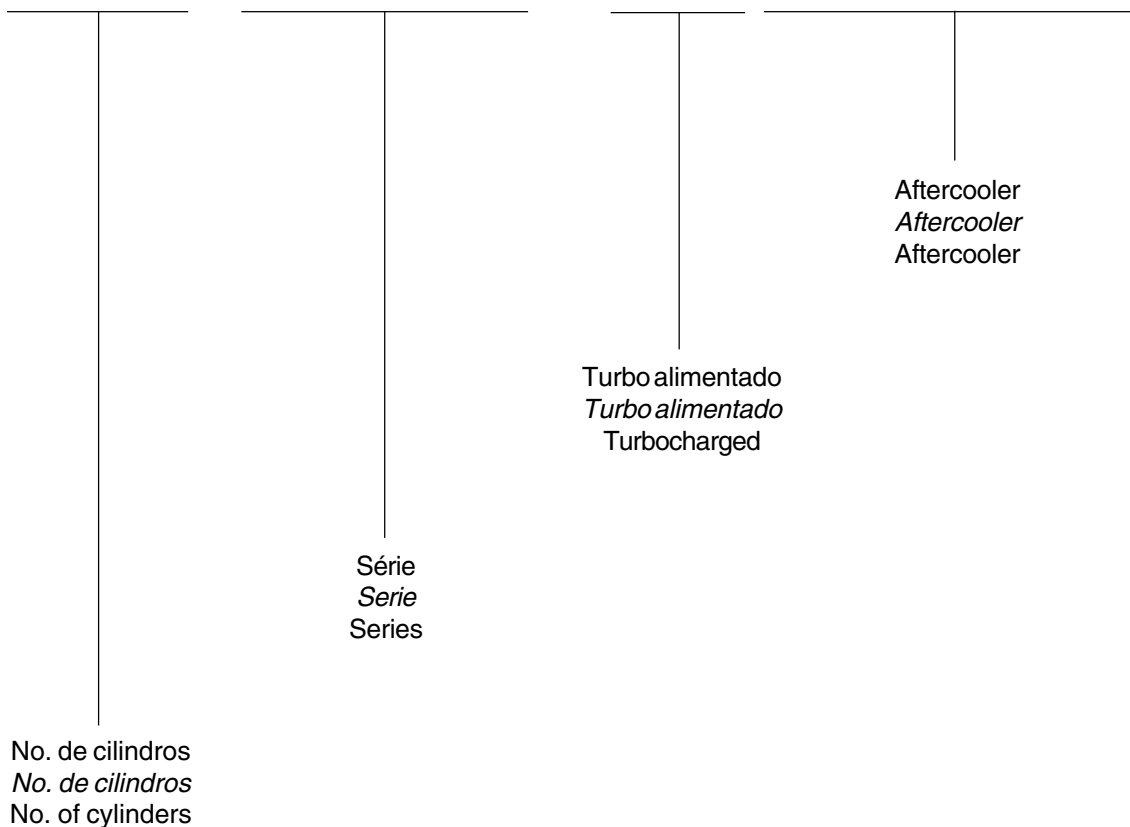 Aftercooler
Aftercooler
Aftercooler
Turbo alimentado
Turbo alimentado
Turbocharged
Série
Serie
Series
No. de cilindros
No. de cilindros
No. of cylinders